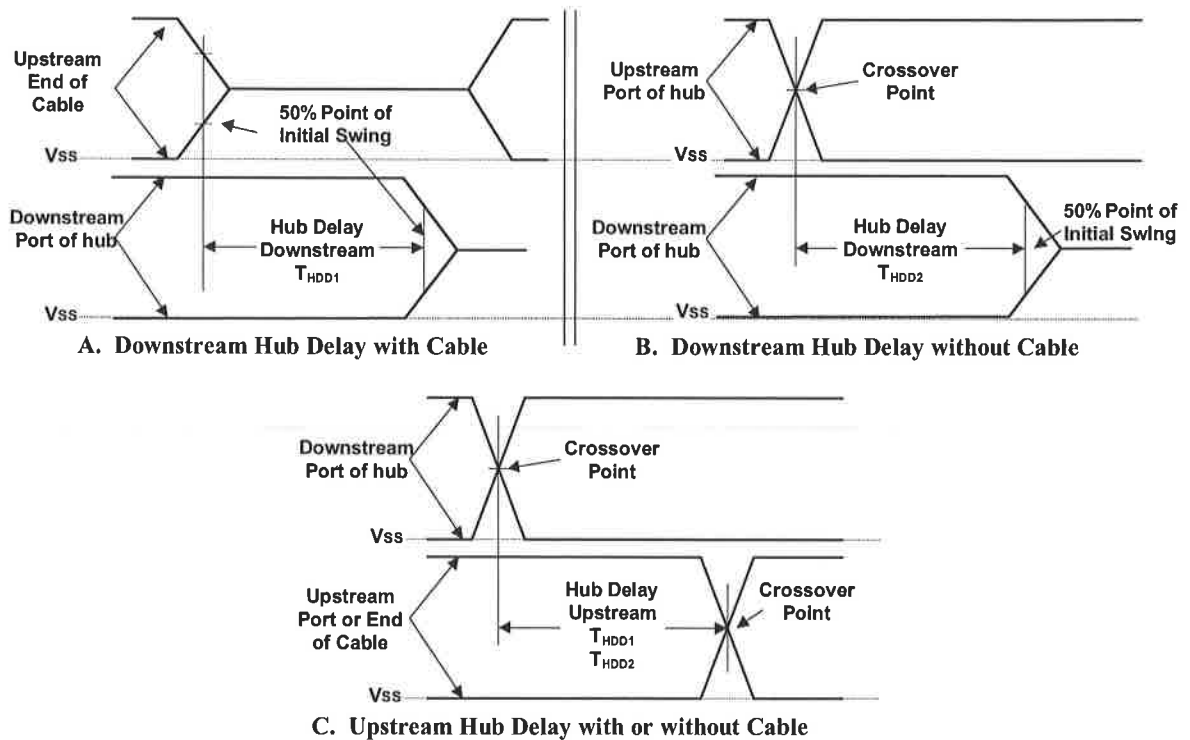 Upstream
End of
Cable
50% Point of
Initial Swing
Vss
Downstream
Port of hub
Hub Delay
Downstream
THDD1
Vss
A. Downstream Hub Delay with Cable
Upstream
Port of hub
Crossover
Point
Vss
Downstream
Port of hub
Hub Delay
Downstream
THDD2
50% Point of
Initial Swing
Vss
B. Downstream Hub Delay without Cable
Downstream
Port of hub
Crossover
Point
Vss
Upstream
Port or End
of Cable
Hub Delay
Upstream
THDD1
THDD2
Crossover
Point
Vss
C. Upstream Hub Delay with or without Cable